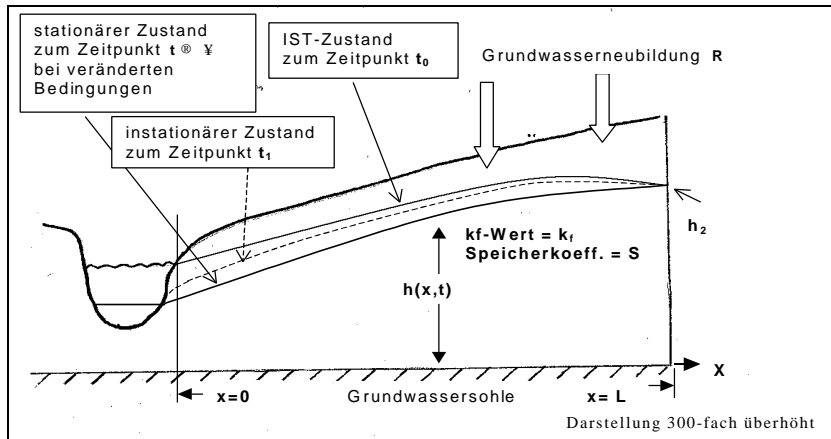 stationärer Zustand
zum Zeitpunkt t ® ¥
bei veränderten
Bedingungen
IST-Zustand
zum Zeitpunkt t₀
Grundwasserneubildung R
instationärer Zustand
zum Zeitpunkt t₁
h₂
kf-Wert = k_f
Speicherkoeff. = S
h(x,t)
X
x=0
Grundwassersohle
x= L
Darstellung 300-fach überhöht